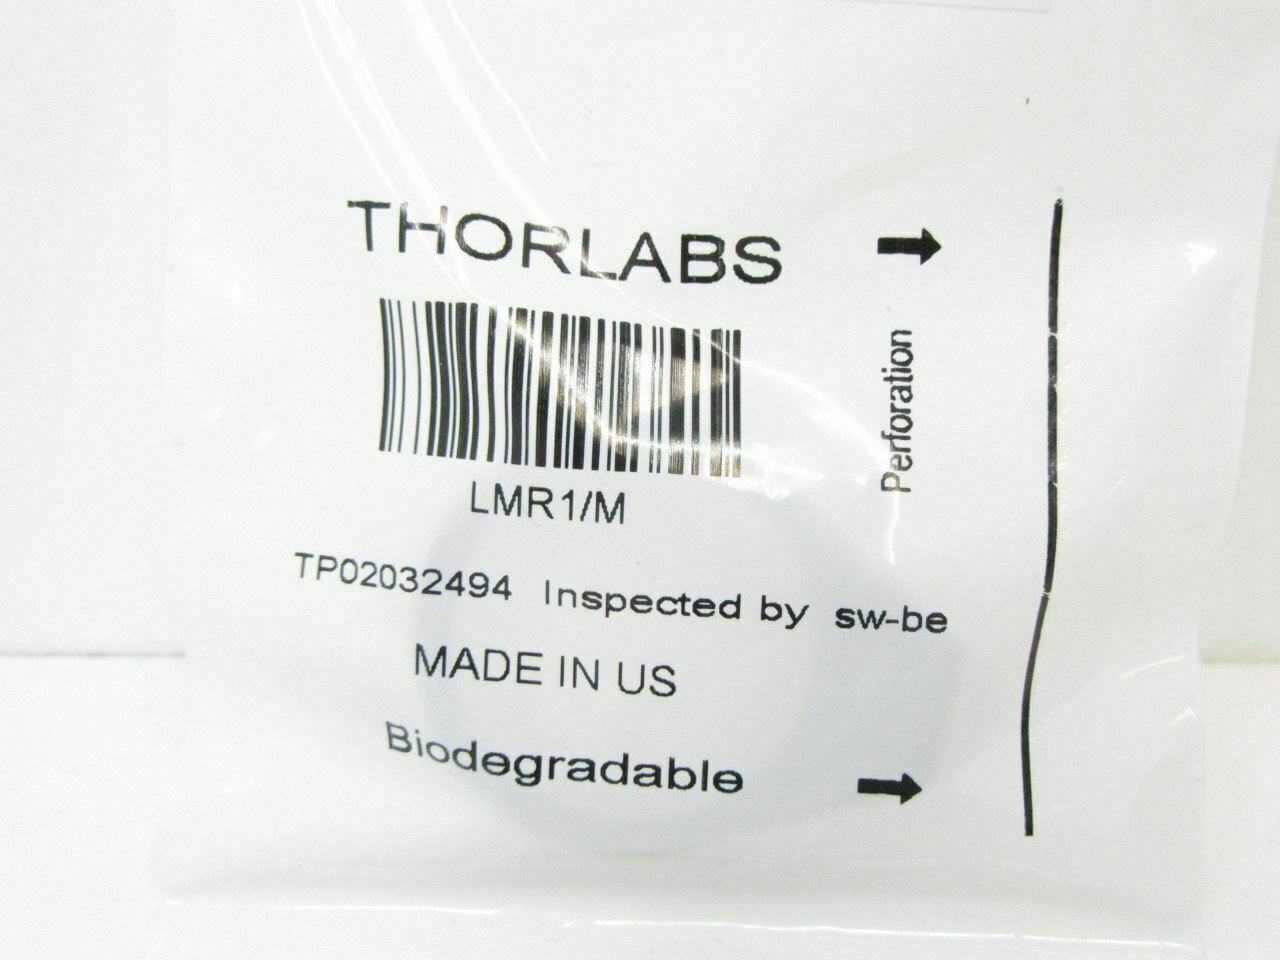 THORLABS
Perforation
LMR1/M
TP02032494 Inspected by sw-be
MADE IN US
Biodegradable